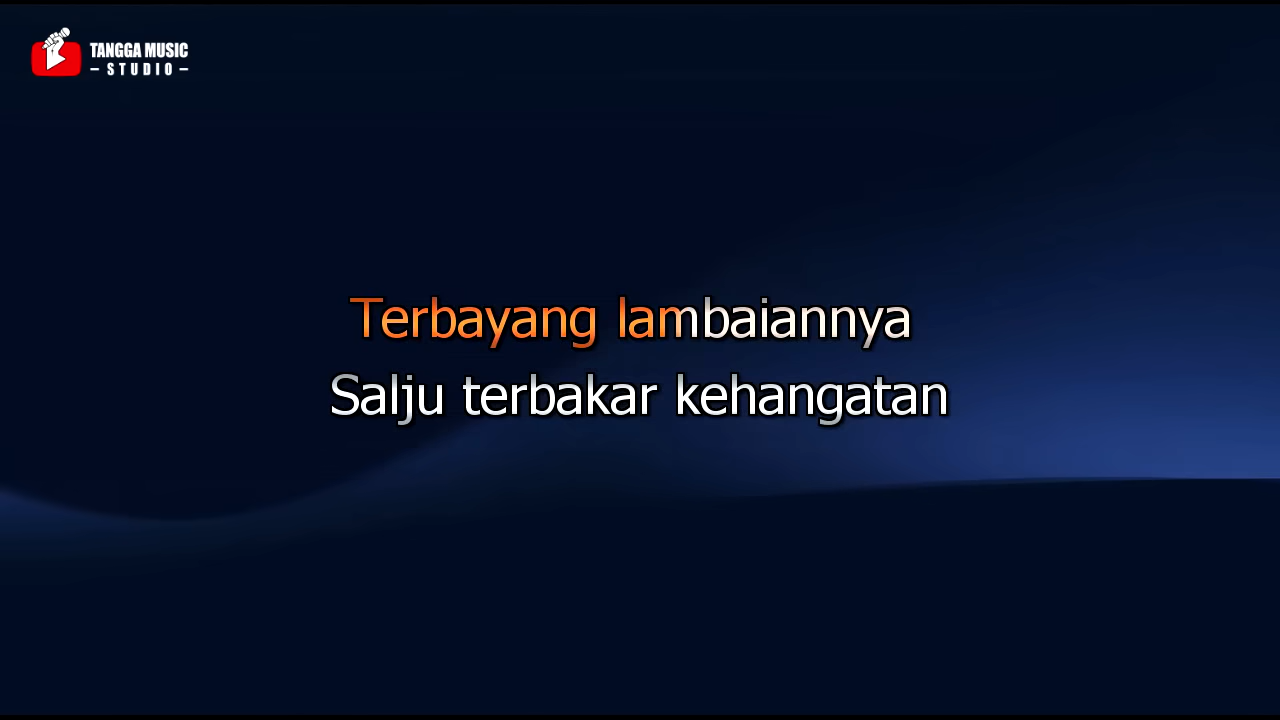 TANGGA MUSIC
– STUDIO –
Terbayang lambaiannya
Salju terbakar kehangatan